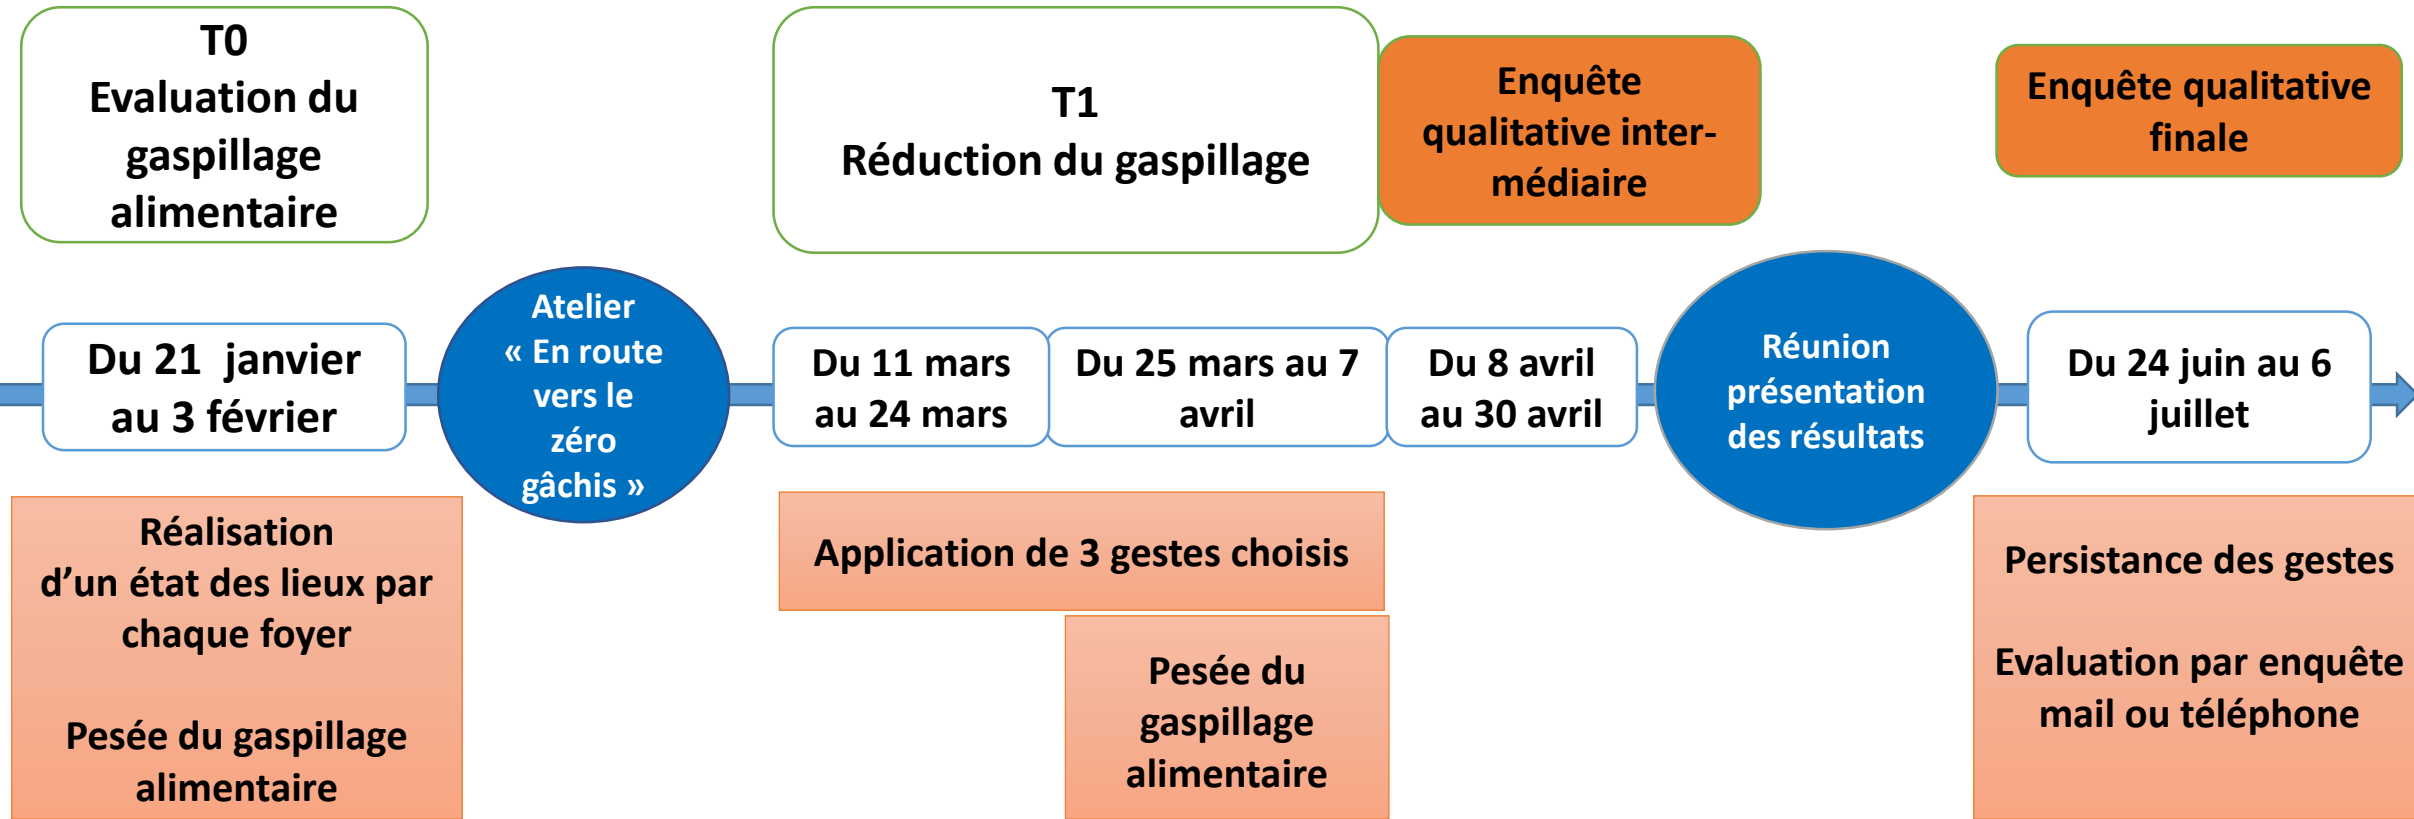 T0
Evaluation du
gaspillage
alimentaire
T1
Réduction du gaspillage
Enquête
qualitative inter-
médiaire
Enquête qualitative
finale
Du 21 janvier
au 3 février
Atelier
« En route
vers le
zéro
gâchis »
Du 11 mars
au 24 mars
Du 25 mars au 7
avril
Du 8 avril
au 30 avril
Réunion
présentation
des résultats
Du 24 juin au 6
juillet
Réalisation
d’un état des lieux par
chaque foyer
Pesée du gaspillage
alimentaire
Application de 3 gestes choisis
Pesée du
gaspillage
alimentaire
Persistance des gestes
Evaluation par enquête
mail ou téléphone